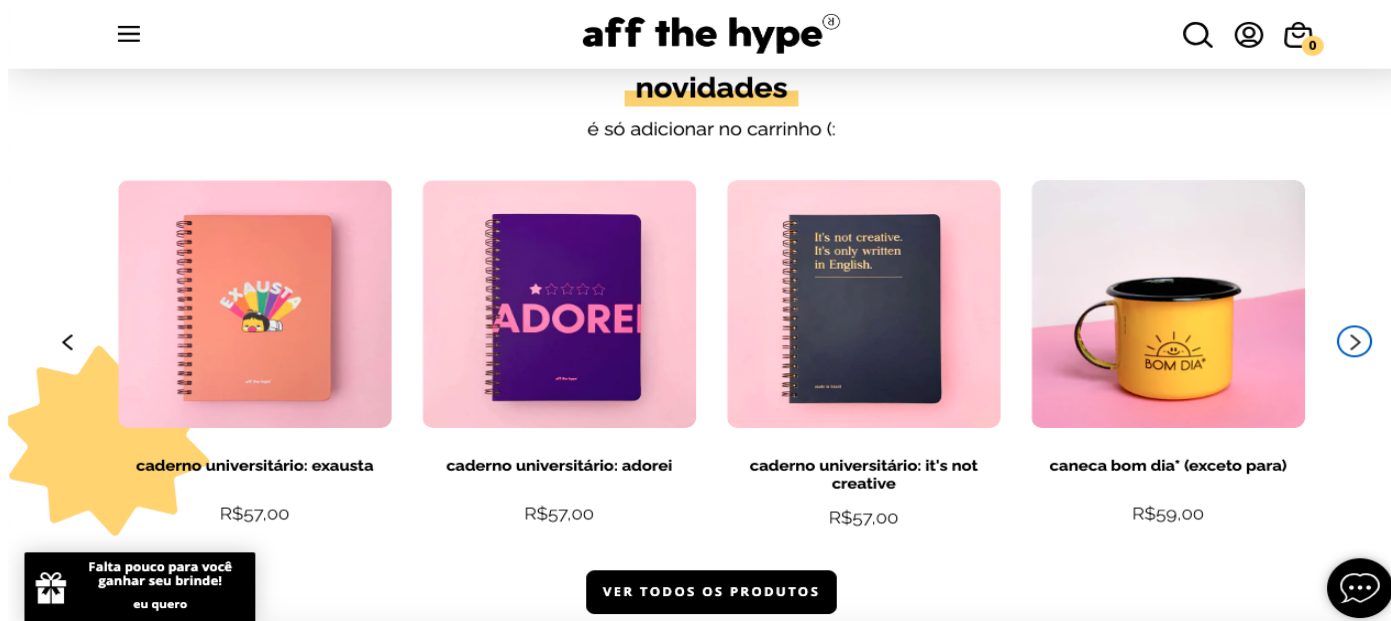 aff the hype®
0
novidades
é só adicionar no carrinho (:
EXAUSTA
aff the hype
ADOREI
aff the hype
It's not creative.
It's only written
in English.
BOM DIA*
caderno universitário: exausta
R$57,00
caderno universitário: adorei
R$57,00
caderno universitário: it's not
creative
R$57,00
caneca bom dia* (exceto para)
R$59,00
Falta pouco para você
ganhar seu brinde!
eu quero
VER TODOS OS PRODUTOS